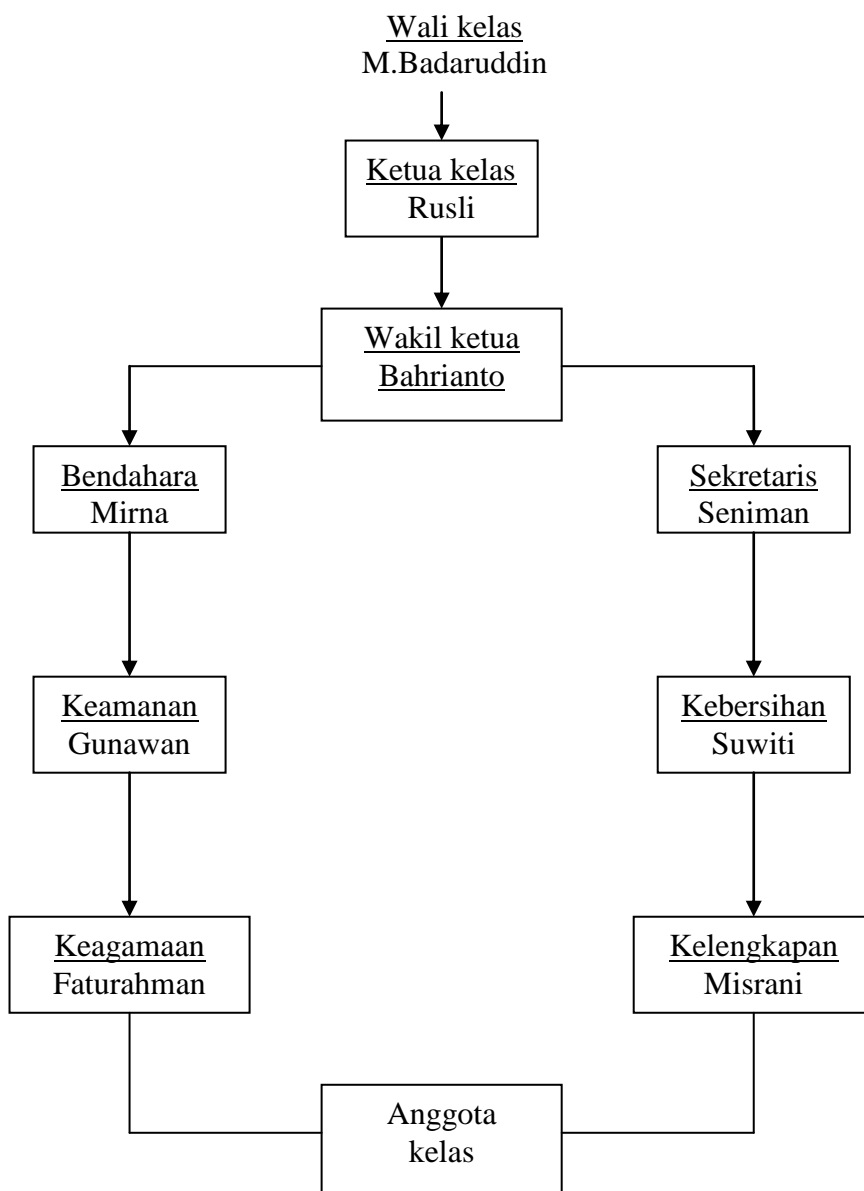 Wali kelas
M.Badaruddin
Ketua kelas
Rusli
Wakil ketua
Bahrianto
Bendahara
Mirna
Sekretaris
Seniman
Keamanan
Gunawan
Kebersihan
Suwiti
Keagamaan
Faturahman
Kelengkapan
Misrani
Anggota
kelas